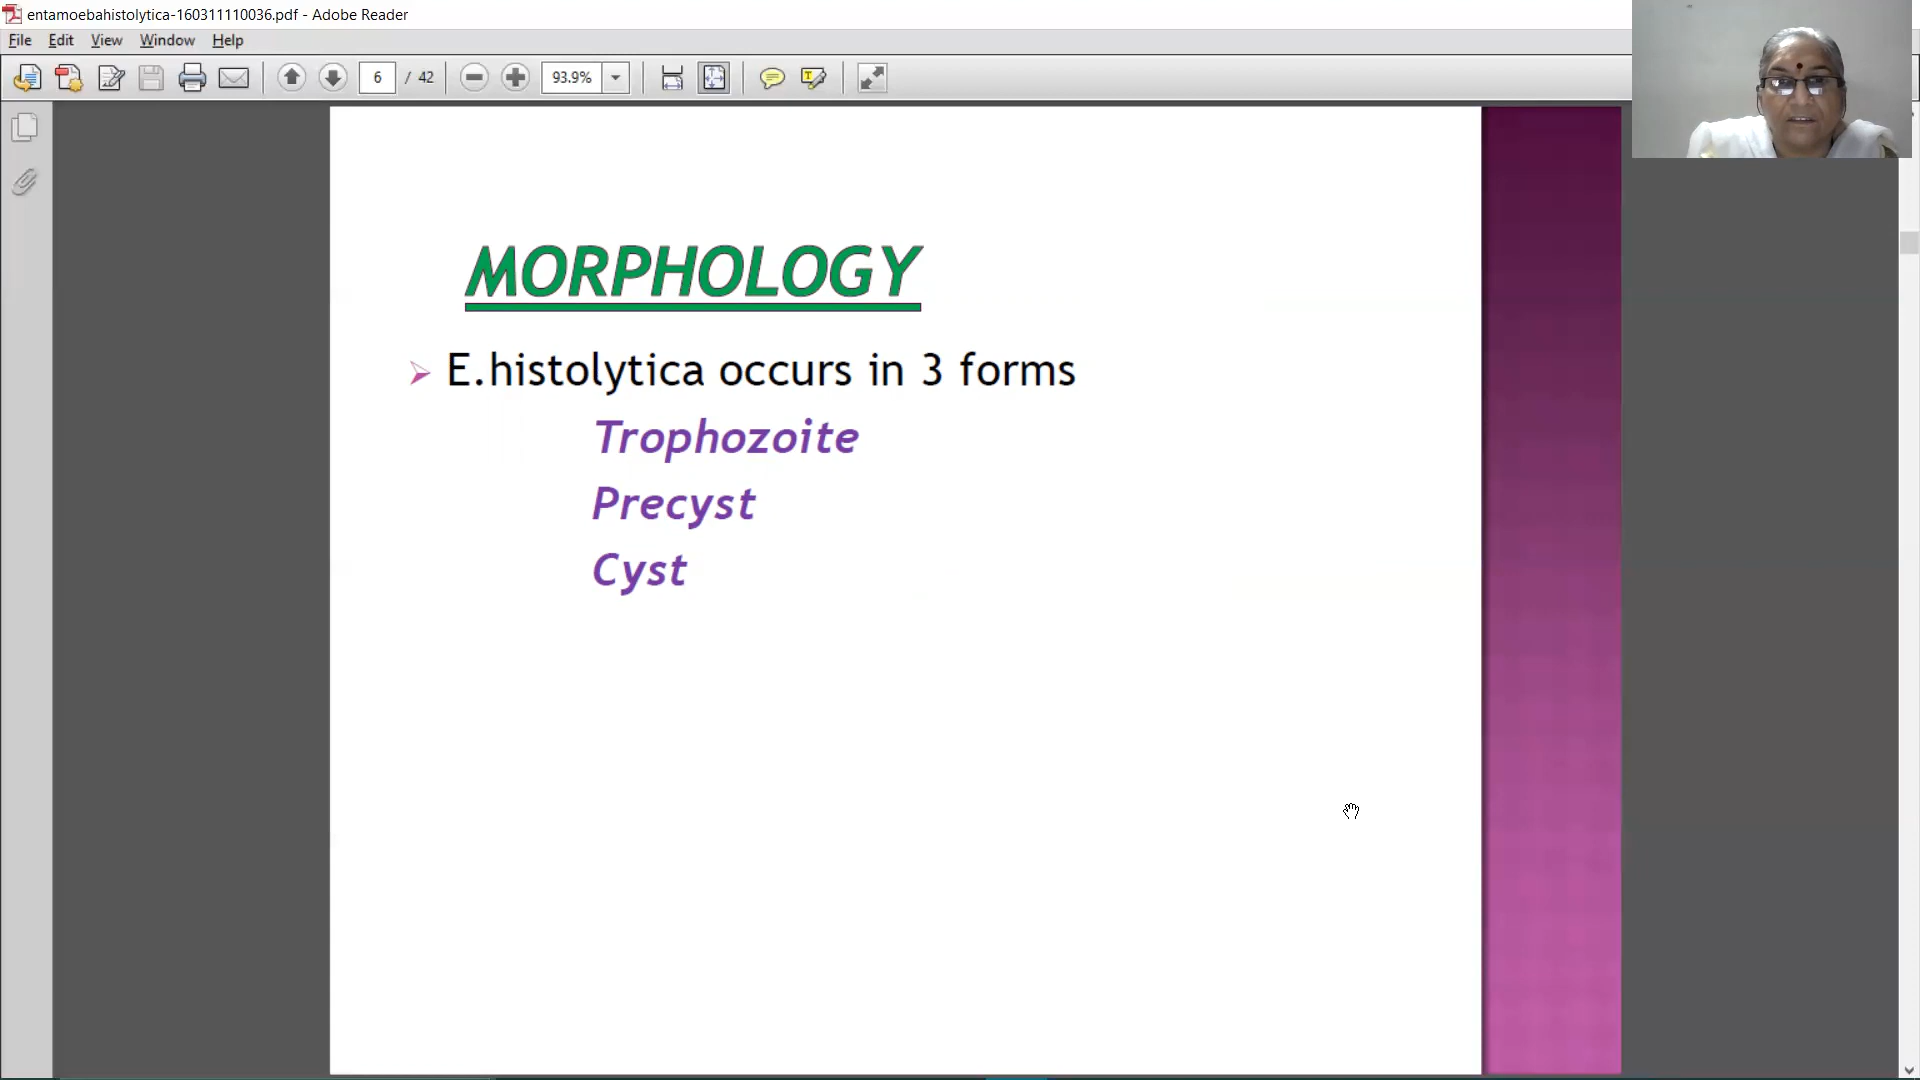 entamoebahistolytica-160311110036.pdf - Adobe Reader
File Edit View Window Help
6 / 42 93.9%
MORPHOLOGY
E.histolytica occurs in 3 forms
Trophozoite
Precyst
Cyst